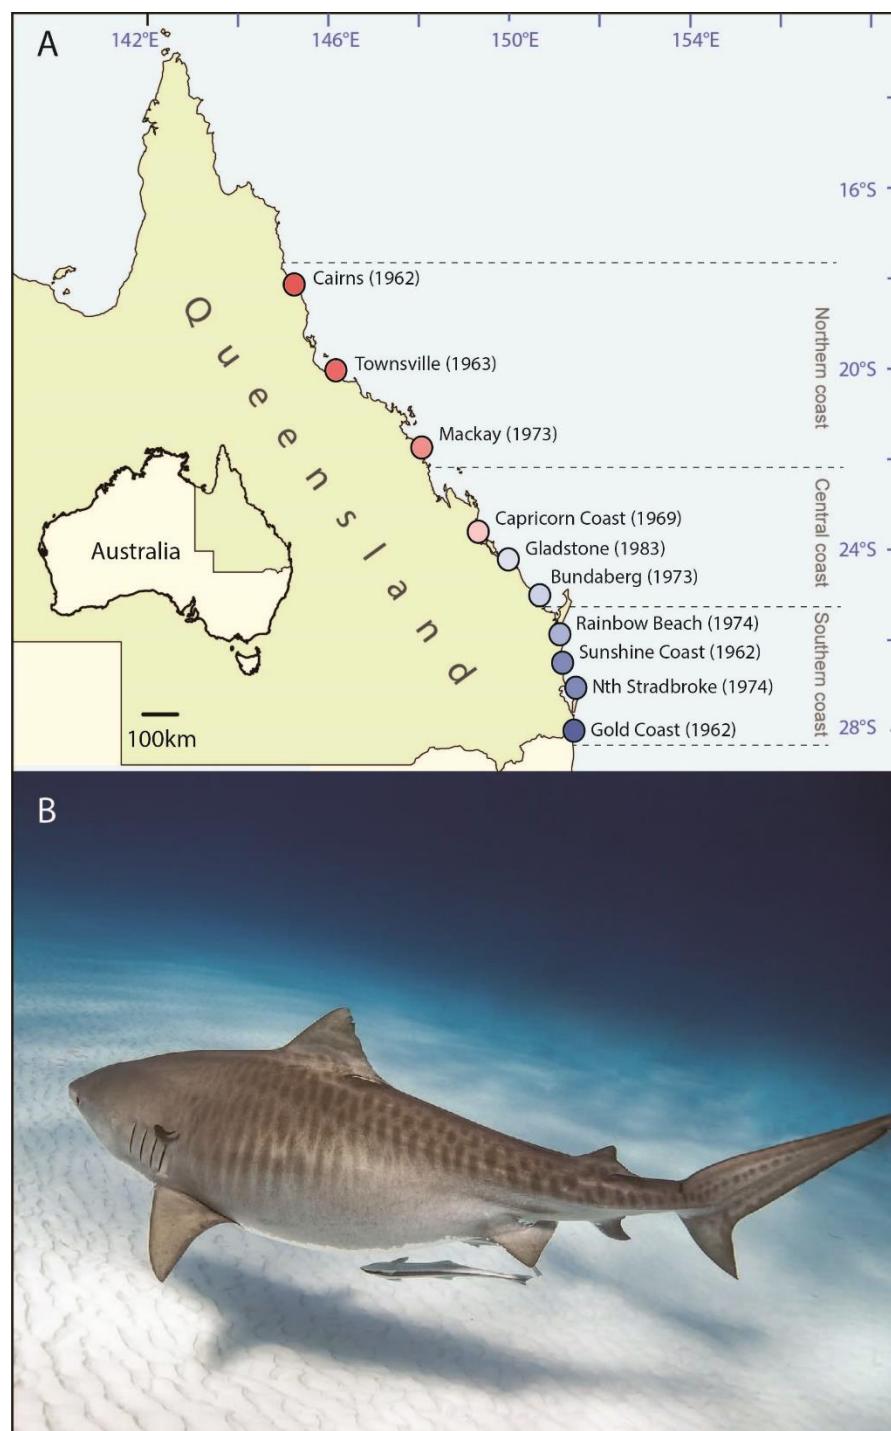 A
142°E
146°E
150°E
154°E
16°S
Cairns (1962)
Northern coast
Queensland
Townsville (1963)
20°S
Mackay (1973)
Capricorn Coast (1969)
Central coast
Australia
Gladstone (1983)
24°S
Bundaberg (1973)
Rainbow Beach (1974)
Southern coast
Sunshine Coast (1962)
Nth Stradbroke (1974)
100km
Gold Coast (1962)
28°S
B